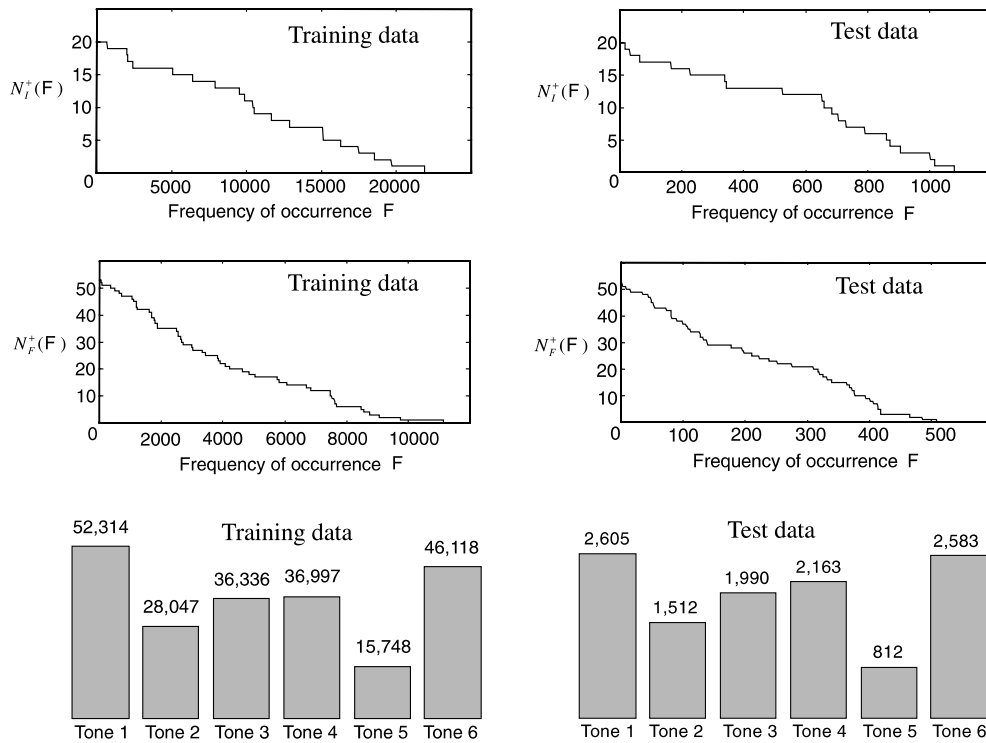 Training data
20
15
10
5
0
N_I^+(F)
5000 10000 15000 20000
Frequency of occurrence F
Test data
20
15
10
5
0
N_I^+(F)
200 400 600 800 1000
Frequency of occurrence F
Training data
50
40
30
20
10
0
N_F^+(F)
2000 4000 6000 8000 10000
Frequency of occurrence F
Test data
50
40
30
20
10
0
N_F^+(F)
100 200 300 400 500
Frequency of occurrence F
Training data
52,314
28,047
36,336
36,997
15,748
46,118
Tone 1 Tone 2 Tone 3 Tone 4 Tone 5 Tone 6
Test data
2,605
1,512
1,990
2,163
812
2,583
Tone 1 Tone 2 Tone 3 Tone 4 Tone 5 Tone 6